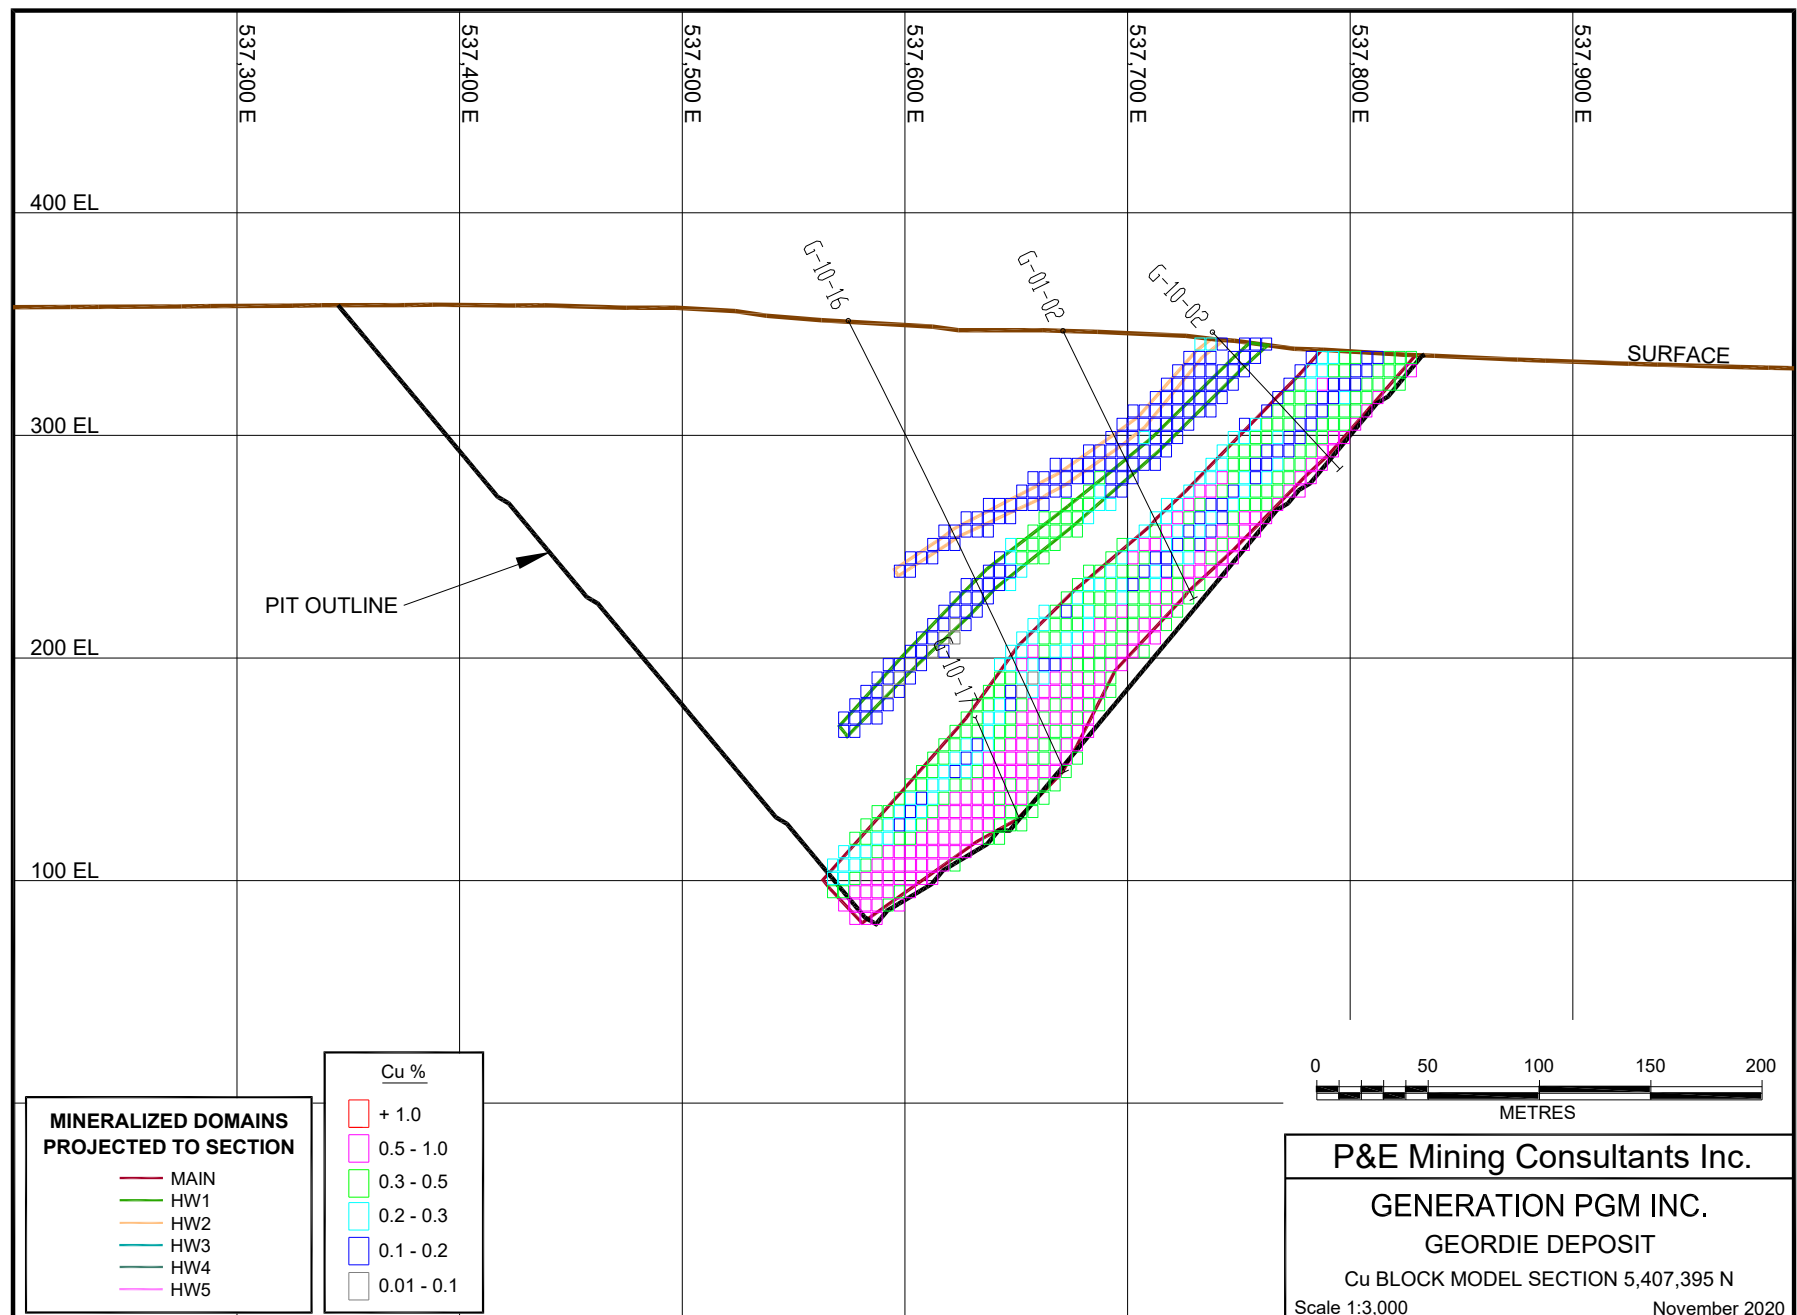 537,300 E
537,400 E
537,500 E
537,600 E
537,700 E
537,800 E
537,900 E
400 EL
300 EL
200 EL
100 EL
G-10-16
G-01-02
G-10-02
G-10-17
SURFACE
PIT OUTLINE
MINERALIZED DOMAINS
PROJECTED TO SECTION
MAIN
HW1
HW2
HW3
HW4
HW5
Cu %
+ 1.0
0.5 - 1.0
0.3 - 0.5
0.2 - 0.3
0.1 - 0.2
0.01 - 0.1
0 50 100 150 200
METRES
P&E Mining Consultants Inc.
GENERATION PGM INC.
GEORDIE DEPOSIT
Cu BLOCK MODEL SECTION 5,407,395 N
Scale 1:3,000 November 2020